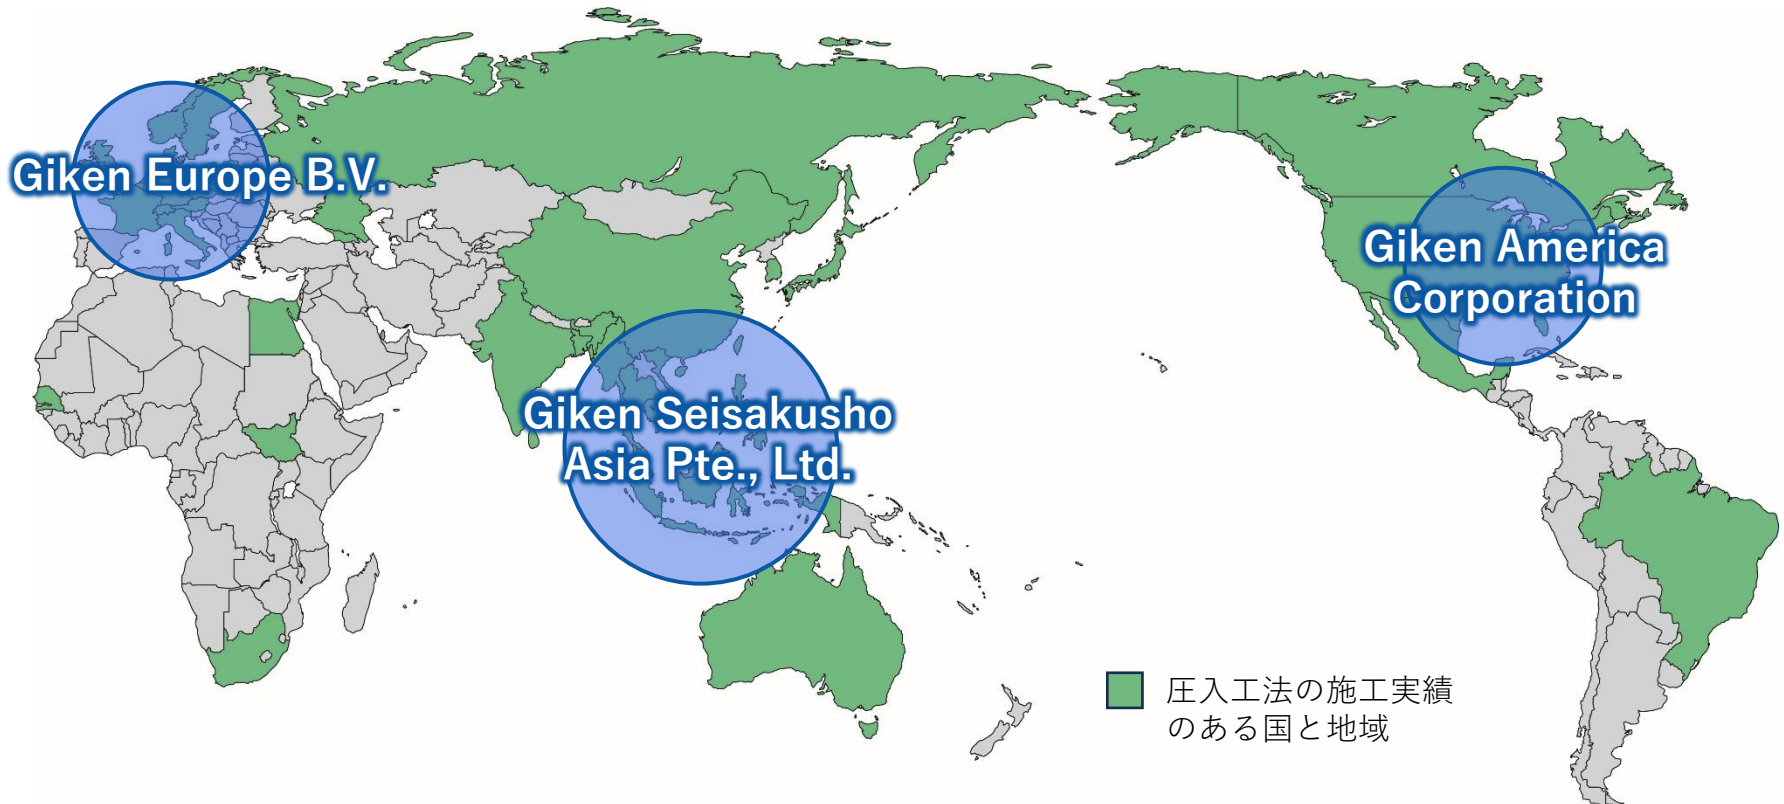 Giken Europe B.V.
Giken America
Corporation
Giken Seisakusho
Asia Pte., Ltd.
圧入工法の施工実績
のある国と地域